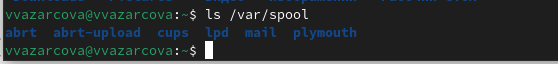 vvazarcova@vvazarcova:~$ ls /var/spool
abrt abrt-upload cups lpd mail plymouth
vvazarcova@vvazarcova:~$